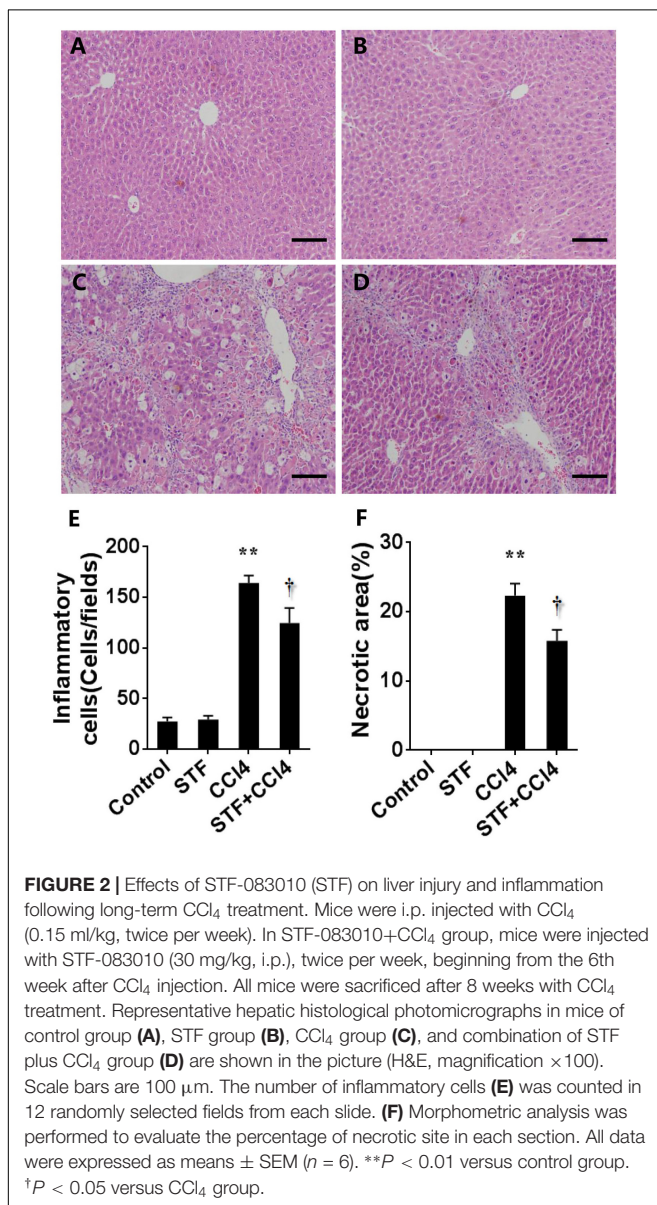 A
B
C
D
E
F
200
150
100
50
0
Inflammatory
cells(Cells/fields)
**
†
Control
STF
CCl4
STF+CCl4
30
20
10
0
Necrotic area(%)
**
†
Control
STF
CCl4
STF+CCl4
FIGURE 2 | Effects of STF-083010 (STF) on liver injury and inflammation
following long-term CCl₄ treatment. Mice were i.p. injected with CCl₄
(0.15 ml/kg, twice per week). In STF-083010+CCl₄ group, mice were injected
with STF-083010 (30 mg/kg, i.p.), twice per week, beginning from the 6th
week after CCl₄ injection. All mice were sacrificed after 8 weeks with CCl₄
treatment. Representative hepatic histological photomicrographs in mice of
control group (A), STF group (B), CCl₄ group (C), and combination of STF
plus CCl₄ group (D) are shown in the picture (H&E, magnification ×100).
Scale bars are 100 μm. The number of inflammatory cells (E) was counted in
12 randomly selected fields from each slide. (F) Morphometric analysis was
performed to evaluate the percentage of necrotic site in each section. All data
were expressed as means ± SEM (n = 6). **P < 0.01 versus control group.
†P < 0.05 versus CCl₄ group.